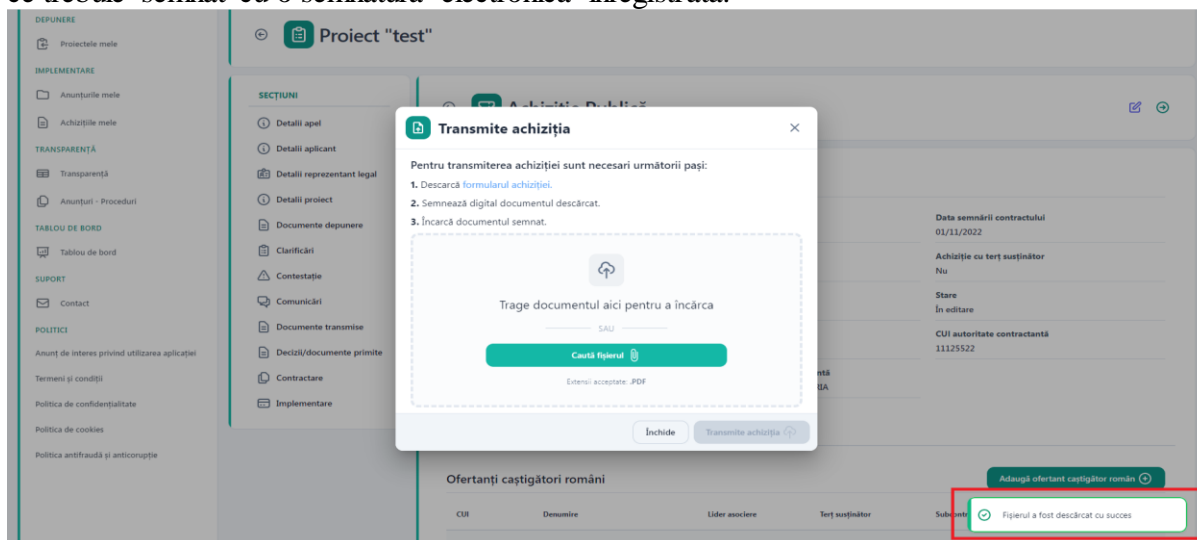 DEPUNERE
Proiectele mele
IMPLEMENTARE
Anunțurile mele
Achizițiile mele
TRANSPARENȚĂ
Transparență
Anunțuri - Proceduri
TABLOU DE BORD
Tablou de bord
SUPORT
Contact
POLITICI
Anunț de interes privind utilizarea aplicației
Termeni și condiții
Politica de confidențialitate
Politica de cookies
Politica antifraudă și anticorupție
Proiect "test"
SECȚIUNI
Detalii apel
Detalii aplicant
Detalii reprezentant legal
Detalii proiect
Documente depunere
Clarificări
Contestație
Comunicări
Documente transmise
Decizii/documente primite
Contractare
Implementare
Transmite achiziția
Pentru transmiterea achiziției sunt necesari următorii pași:
1. Descarcă formularul achiziției.
2. Semnează digital documentul descărcat.
3. Încarcă documentul semnat.
Trage documentul aici pentru a încărca
SAU
Caută fișierul
Extensii acceptate: .PDF
Închide
Transmite achiziția
Data semnării contractului
01/11/2022
Achiziție cu terț susținător
Nu
Stare
În editare
CUI autoritate contractantă
11125522
Ofertanți caștigători români
Adaugă ofertant caștigător român
CUI Denumire Lider asociere Terț susținător
Fișierul a fost descărcat cu succes